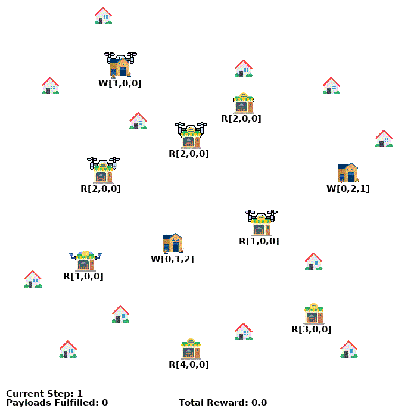 W[1,0,0]
R[2,0,0]
R[2,0,0]
R[2,0,0]
W[0,2,1]
R[1,0,0]
W[0,1,2]
R[1,0,0]
R[3,0,0]
R[4,0,0]
Current Step: 1
Payloads Fulfilled: 0 Total Reward: 0.0